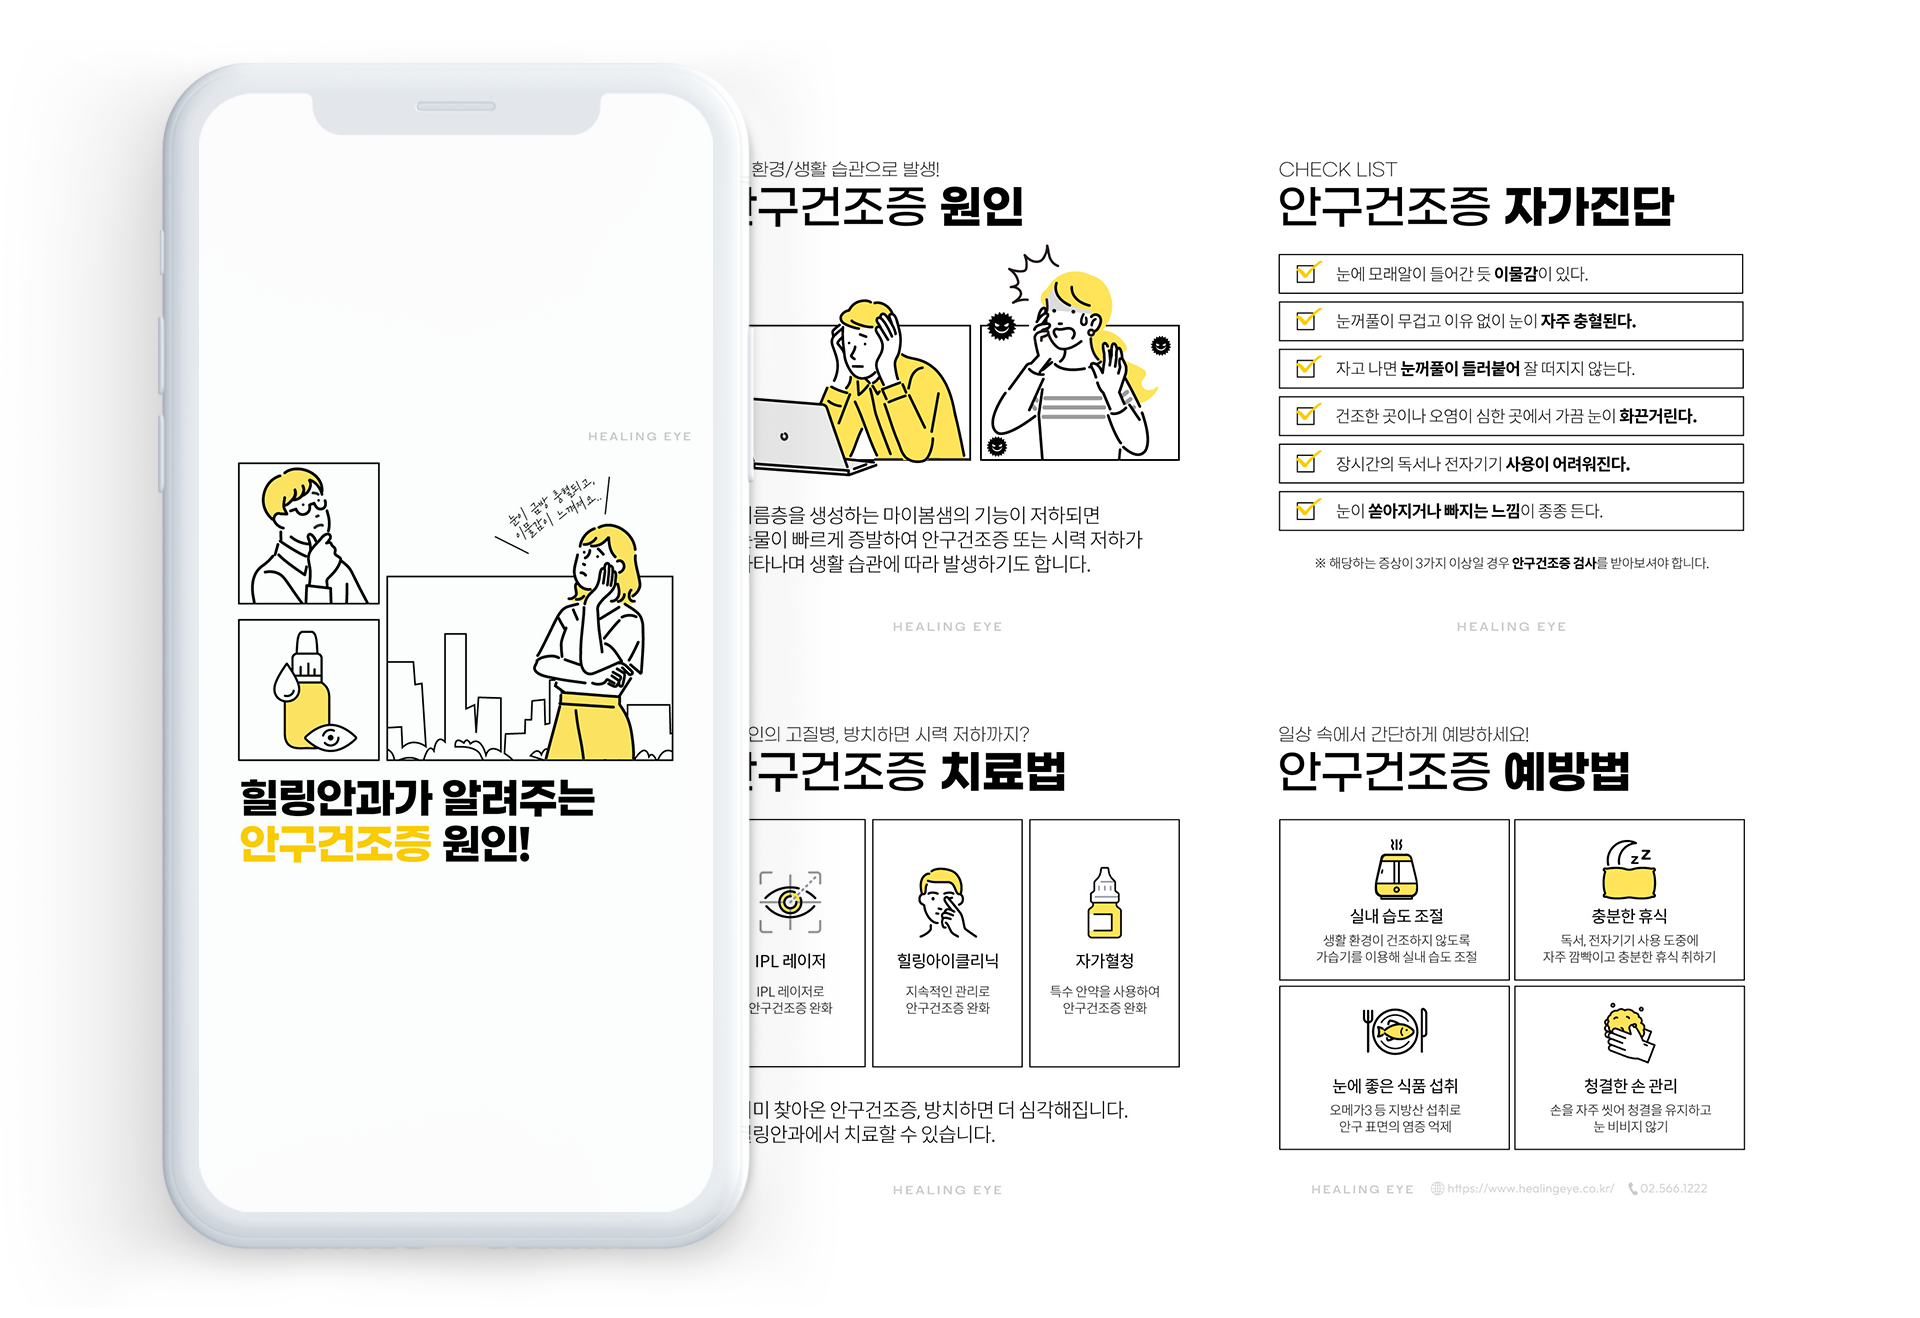 HEALING EYE
눈이 금방 충혈되고,
이물감이 느껴져요..
힐링안과가 알려주는
안구건조증 원인!
환경/생활 습관으로 발생!
구건조증 원인
름층을 생성하는 마이봄샘의 기능이 저하되면
물이 빠르게 증발하여 안구건조증 또는 시력 저하가
타나며 생활 습관에 따라 발생하기도 합니다.
HEALING EYE
CHECK LIST
안구건조증 자가진단
눈에 모래알이 들어간 듯 이물감이 있다.
눈꺼풀이 무겁고 이유 없이 눈이 자주 충혈된다.
자고 나면 눈꺼풀이 들러붙어 잘 떠지지 않는다.
건조한 곳이나 오염이 심한 곳에서 가끔 눈이 화끈거린다.
장시간의 독서나 전자기기 사용이 어려워진다.
눈이 쏟아지거나 빠지는 느낌이 종종 든다.
※ 해당하는 증상이 3가지 이상일 경우 안구건조증 검사를 받아보셔야 합니다.
HEALING EYE
인의 고질병, 방치하면 시력 저하까지?
구건조증 치료법
IPL 레이저
IPL 레이저로
안구건조증 완화
힐링아이클리닉
지속적인 관리로
안구건조증 완화
자가혈청
특수 안약을 사용하여
안구건조증 완화
미 찾아온 안구건조증, 방치하면 더 심각해집니다.
링안과에서 치료할 수 있습니다.
HEALING EYE
일상 속에서 간단하게 예방하세요!
안구건조증 예방법
실내 습도 조절
생활 환경이 건조하지 않도록
가습기를 이용해 실내 습도 조절
z z
충분한 휴식
독서, 전자기기 사용 도중에
자주 깜빡이고 충분한 휴식 취하기
눈에 좋은 식품 섭취
오메가3 등 지방산 섭취로
안구 표면의 염증 억제
청결한 손 관리
손을 자주 씻어 청결을 유지하고
눈 비비지 않기
HEALING EYE https://www.healingeye.co.kr/ 02.566.1222